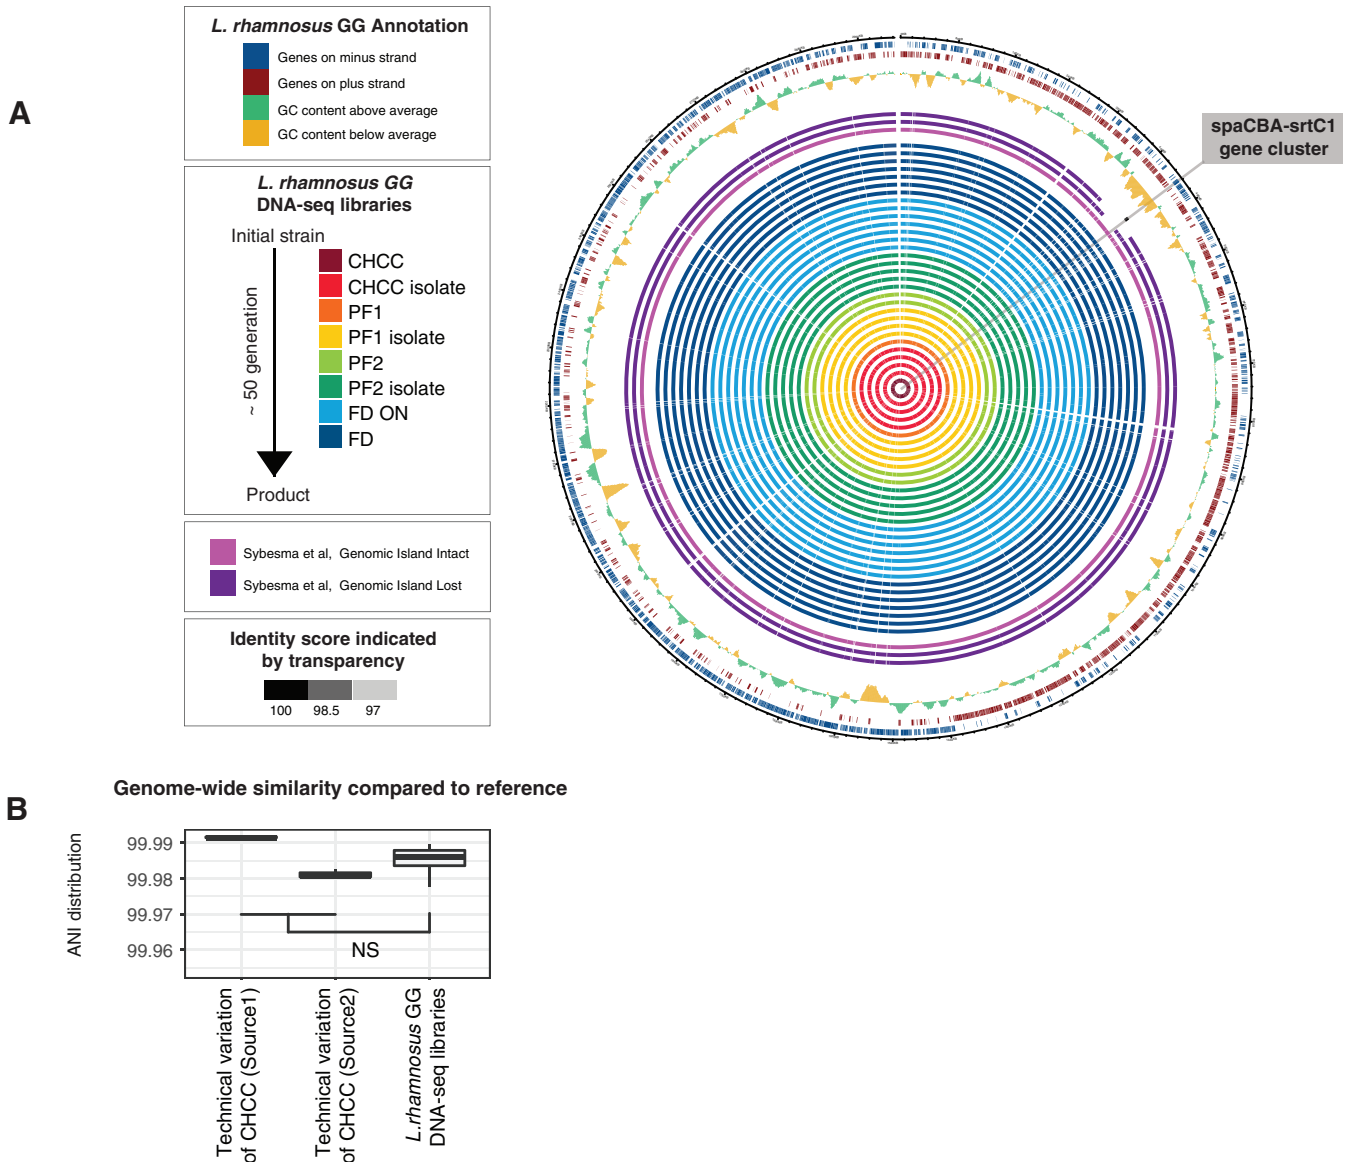 A
L. rhamnosus GG Annotation
Genes on minus strand
Genes on plus strand
GC content above average
GC content below average
L. rhamnosus GG
DNA-seq libraries
Initial strain
~ 50 generation
CHCC
CHCC isolate
PF1
PF1 isolate
PF2
PF2 isolate
FD ON
FD
Product
Sybesma et al, Genomic Island Intact
Sybesma et al, Genomic Island Lost
Identity score indicated
by transparency
100 98.5 97
spaCBA-srtC1
gene cluster
B
Genome-wide similarity compared to reference
ANI distribution
99.99
99.98
99.97
99.96
NS
Technical variation
of CHCC (Source1)
Technical variation
of CHCC (Source2)
L.rhamnosus GG
DNA-seq libraries